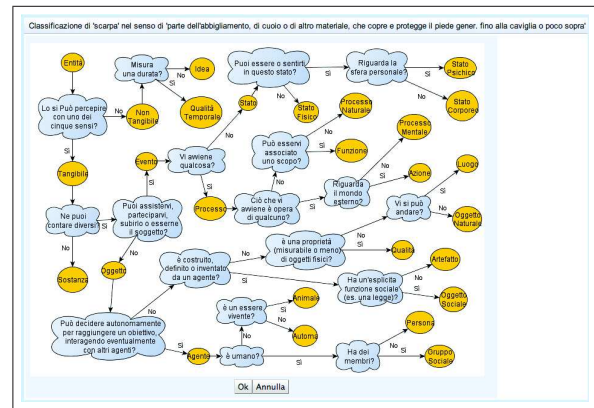 Classificazione di 'scarpa' nel senso di 'parte dell'abbigliamento, di cuoio o di altro materiale, che copre e protegge il piede gener. fino alla caviglia o poco sopra'
Entità
Misura
una durata?
No
Idea
Sì
Qualità
Temporale
Puoi essere o sentirti
in questo stato?
Sì
Riguarda la
sfera personale?
Sì
Stato
Psichico
No
Stato
Corporeo
Lo si Può percepire
con uno dei
cinque sensi?
No
Non
Tangibile
Stato
No
Stato
Fisico
Processo
Naturale
Processo
Mentale
Sì
No
No
No
Tangibile
Evento
Vi avviene
qualcosa?
Può esservi
associato
uno scopo?
Sì
Funzione
Azione
Luogo
Sì
No
Sì
Sì
Sì
Ne puoi
contare diversi?
Sì
Puoi assistervi,
parteciparvi,
subirlo o esserne
il soggetto?
Processo
Ciò che vi
avviene è opera
di qualcuno?
Sì
Riguarda
il mondo
esterno?
Vi si può
andare?
No
Oggetto
Naturale
No
No
No
Sostanza
Oggetto
è costruito,
definito o inventato
da un agente?
No
è una proprietà
(misurabile o meno)
di oggetti fisici?
Sì
Qualità
Sì
Ha un'esplicita
funzione sociale
(es. una legge)?
No
Artefatto
Sì
Oggetto
Sociale
No
Può decidere autonomamente
per raggiungere un obiettivo,
interagendo eventualmente
con altri agenti?
è un essere
vivente?
Sì
Animale
No
Automa
No
Sì
Agente
è umano?
Sì
Ha dei
membri?
No
Persona
Sì
Gruppo
Sociale
Ok Annulla